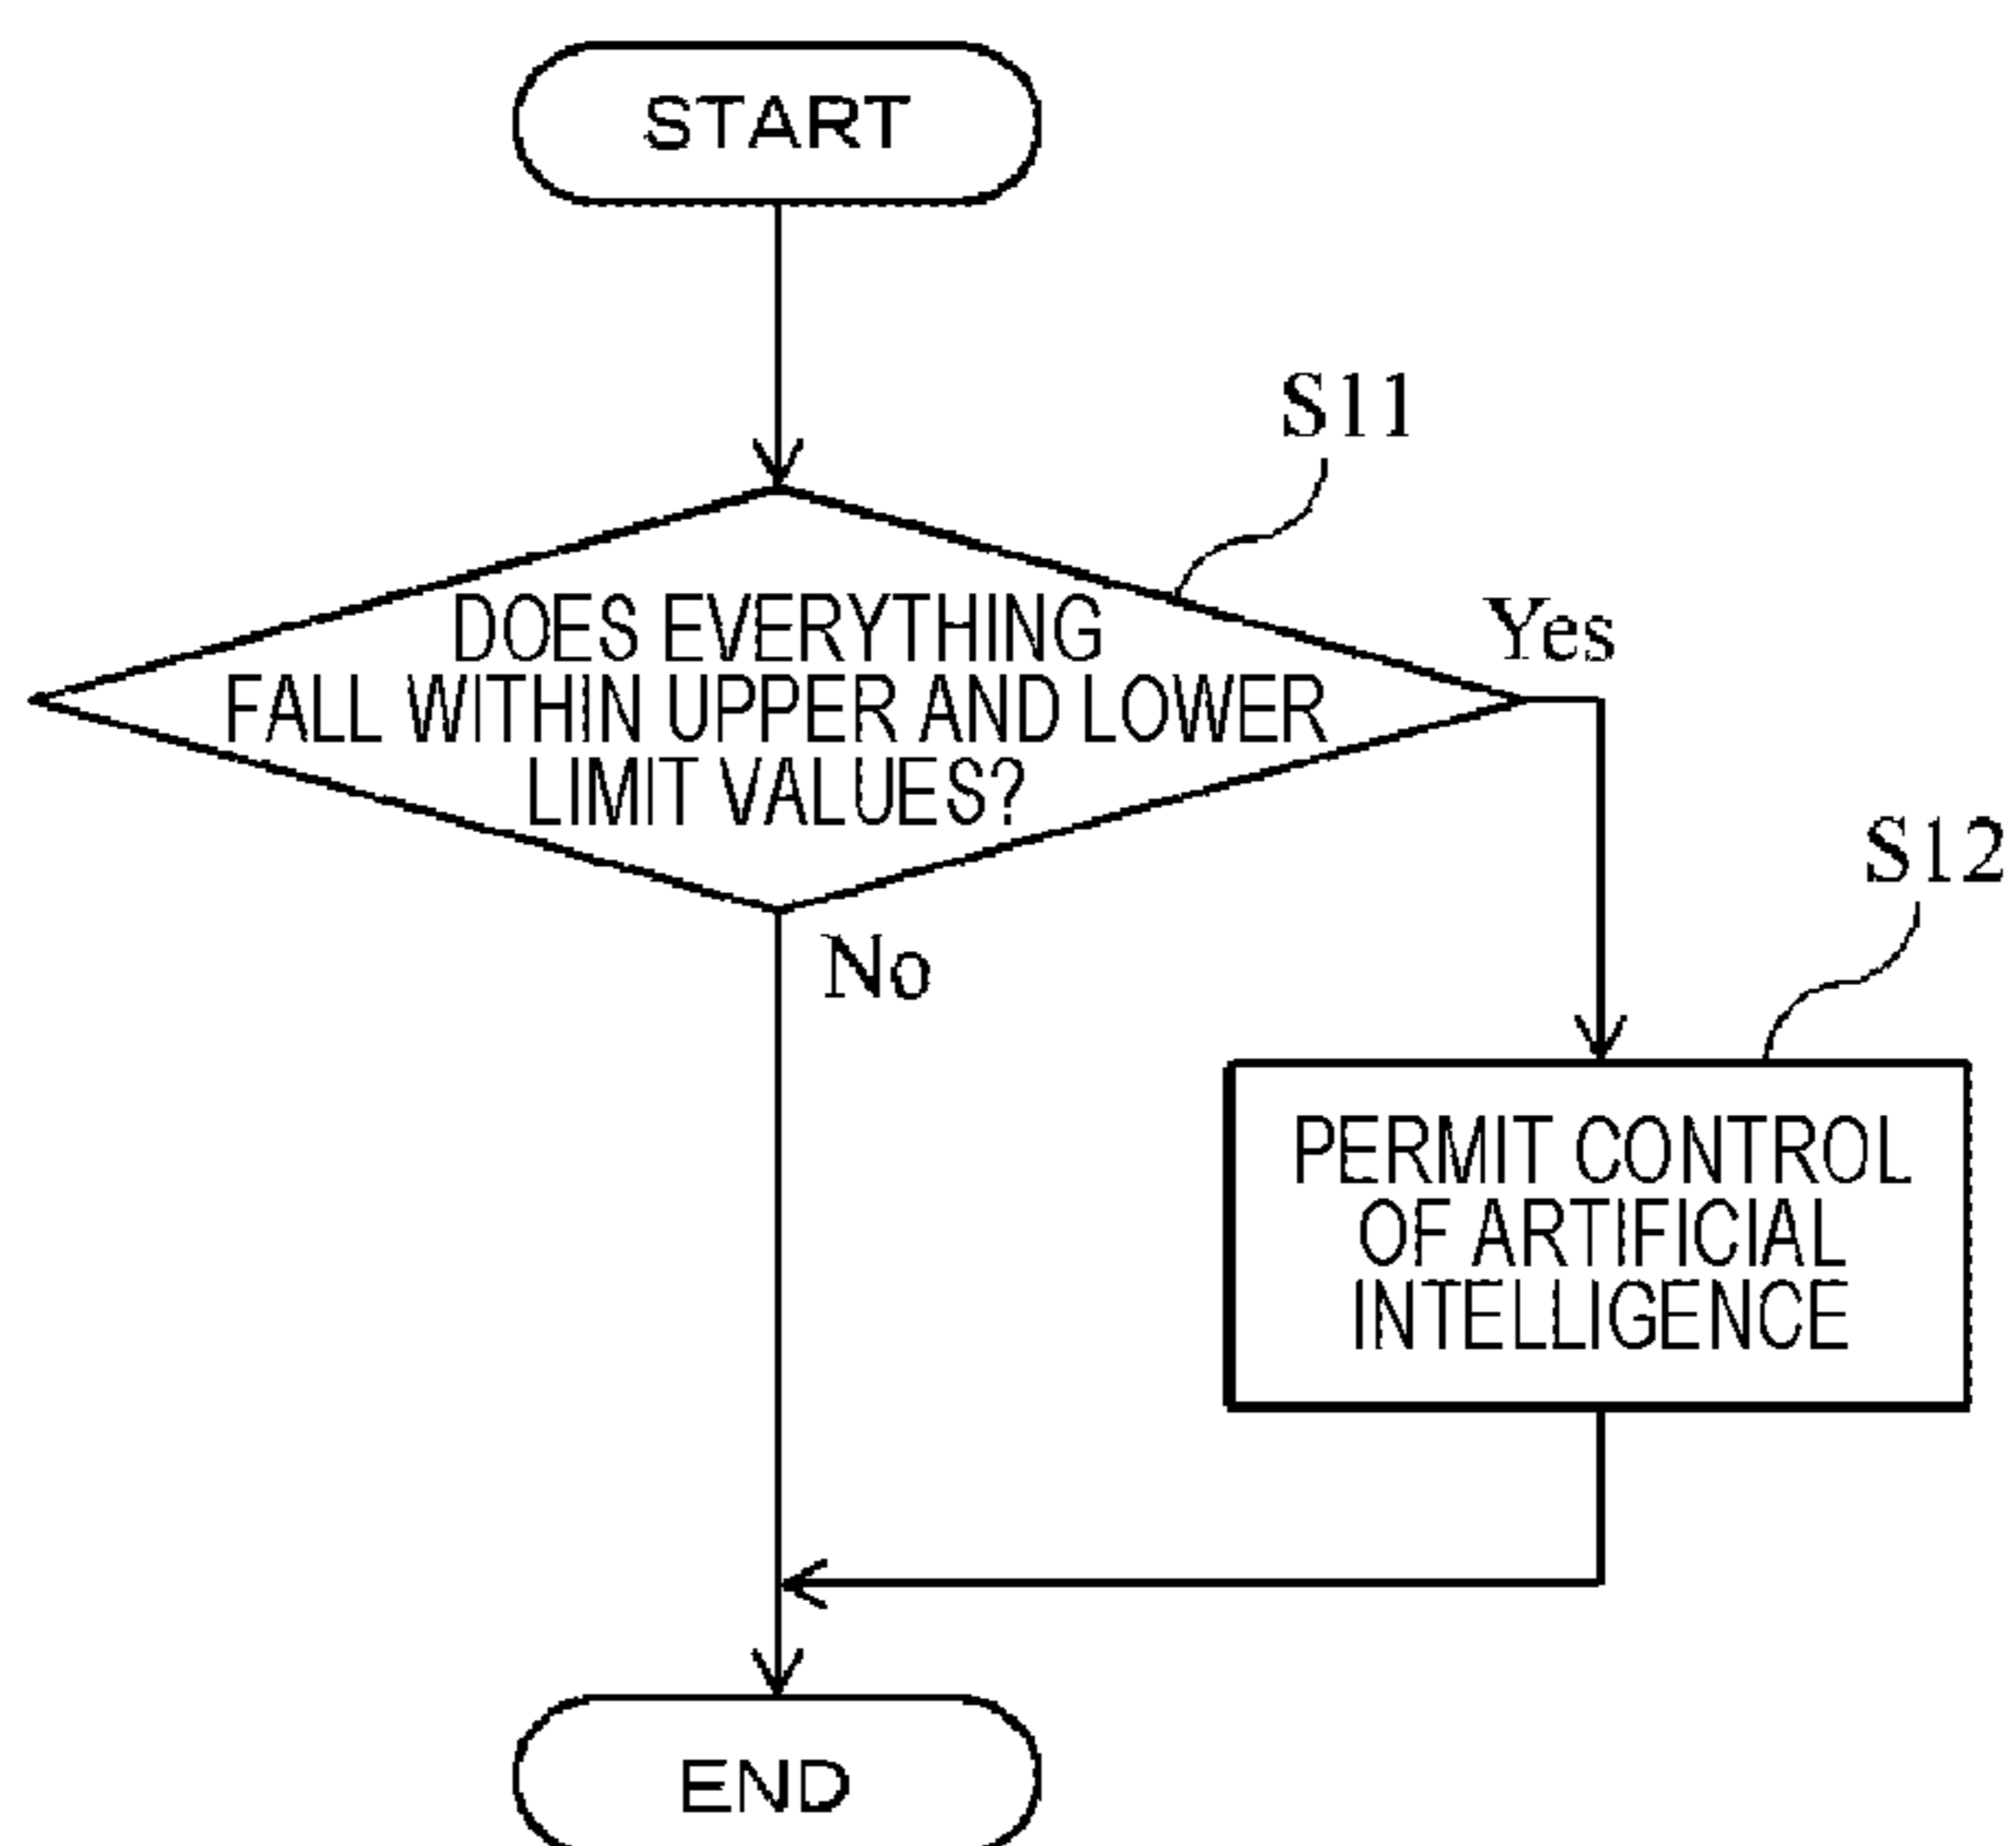 START
S11
DOES EVERYTHING
FALL WITHIN UPPER AND LOWER
LIMIT VALUES?
Yes
No
S12
PERMIT CONTROL
OF ARTIFICIAL
INTELLIGENCE
END